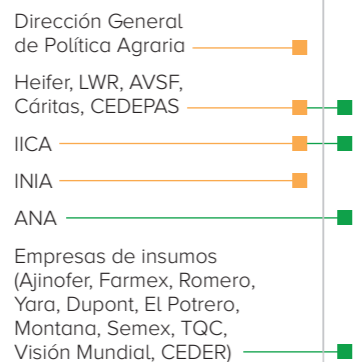 Dirección General
de Política Agraria
Heifer, LWR, AVSF,
Cáritas, CEDEPAS
IICA
INIA
ANA
Empresas de insumos
(Ajinofer, Farmex, Romero,
Yara, Dupont, El Potrero,
Montana, Semex, TQC,
Visión Mundial, CEDER)